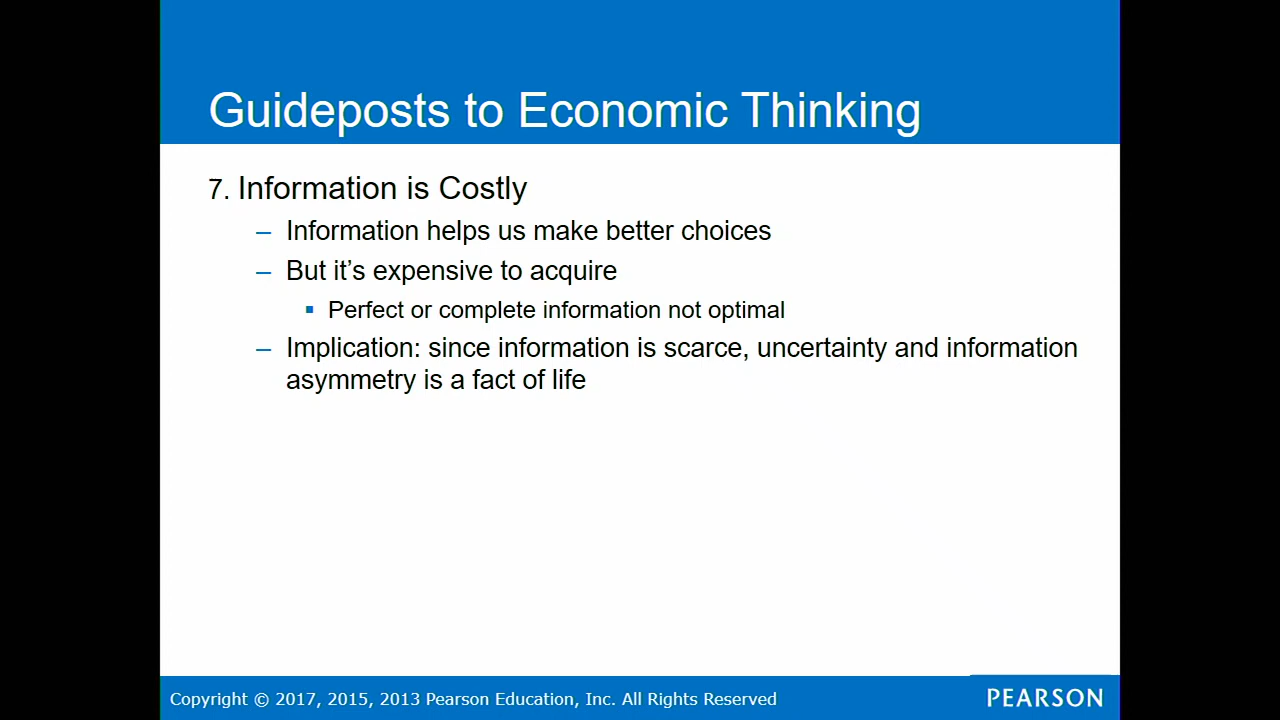 Guideposts to Economic Thinking
7. Information is Costly
– Information helps us make better choices
– But it’s expensive to acquire
▪ Perfect or complete information not optimal
– Implication: since information is scarce, uncertainty and information
asymmetry is a fact of life
Copyright © 2017, 2015, 2013 Pearson Education, Inc. All Rights Reserved
PEARSON